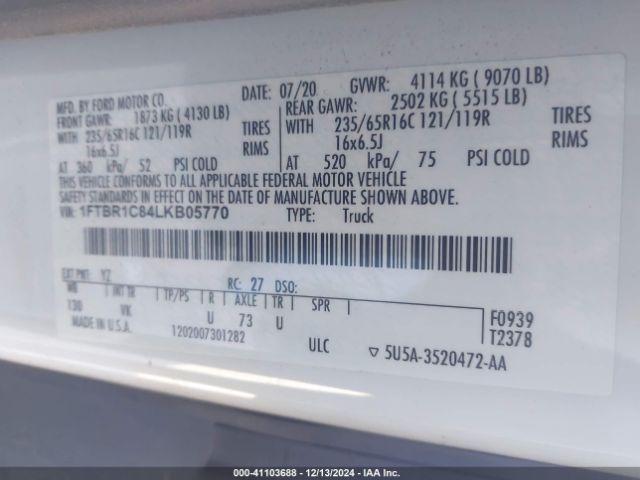 MFD. BY FORD MOTOR CO.
DATE: 07/20 GVWR: 4114 KG ( 9070 LB)
FRONT GAWR: 1873 KG ( 4130 LB)
REAR GAWR: 2502 KG ( 5515 LB)
WITH 235/65R16C 121/119R TIRES
WITH 235/65R16C 121/119R TIRES
16x6.5J RIMS
16x6.5J RIMS
AT 360 kPa/ 52 PSI COLD
AT 520 kPa/ 75 PSI COLD
THIS VEHICLE CONFORMS TO ALL APPLICABLE FEDERAL MOTOR VEHICLE
SAFETY STANDARDS IN EFFECT ON THE DATE OF MANUFACTURE SHOWN ABOVE.
VIN: 1FTBR1C84LKB05770 TYPE: Truck
EXT PNT: YZ RC: 27 DSO:
WB INT TR TP/PS R AXLE TR SPR
130 VK U 73 U
F0939
T2378
MADE IN U.S.A. 1202007301282 ULC 5U5A-3520472-AA
000-41103688 - 12/13/2024 - IAA Inc.